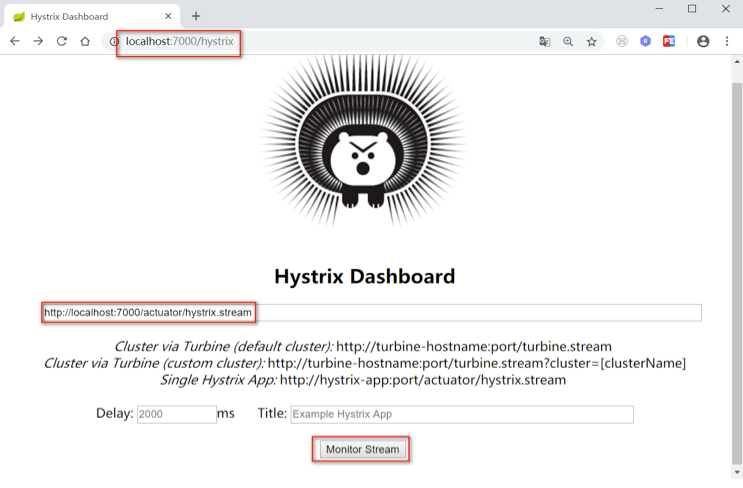 Hystrix Dashboard
localhost:7000/hystrix
Hystrix Dashboard
http://localhost:7000/actuator/hystrix.stream
Cluster via Turbine (default cluster): http://turbine-hostname:port/turbine.stream
Cluster via Turbine (custom cluster): http://turbine-hostname:port/turbine.stream?cluster=[clusterName]
Single Hystrix App: http://hystrix-app:port/actuator/hystrix.stream
Delay: 2000 ms Title: Example Hystrix App
Monitor Stream